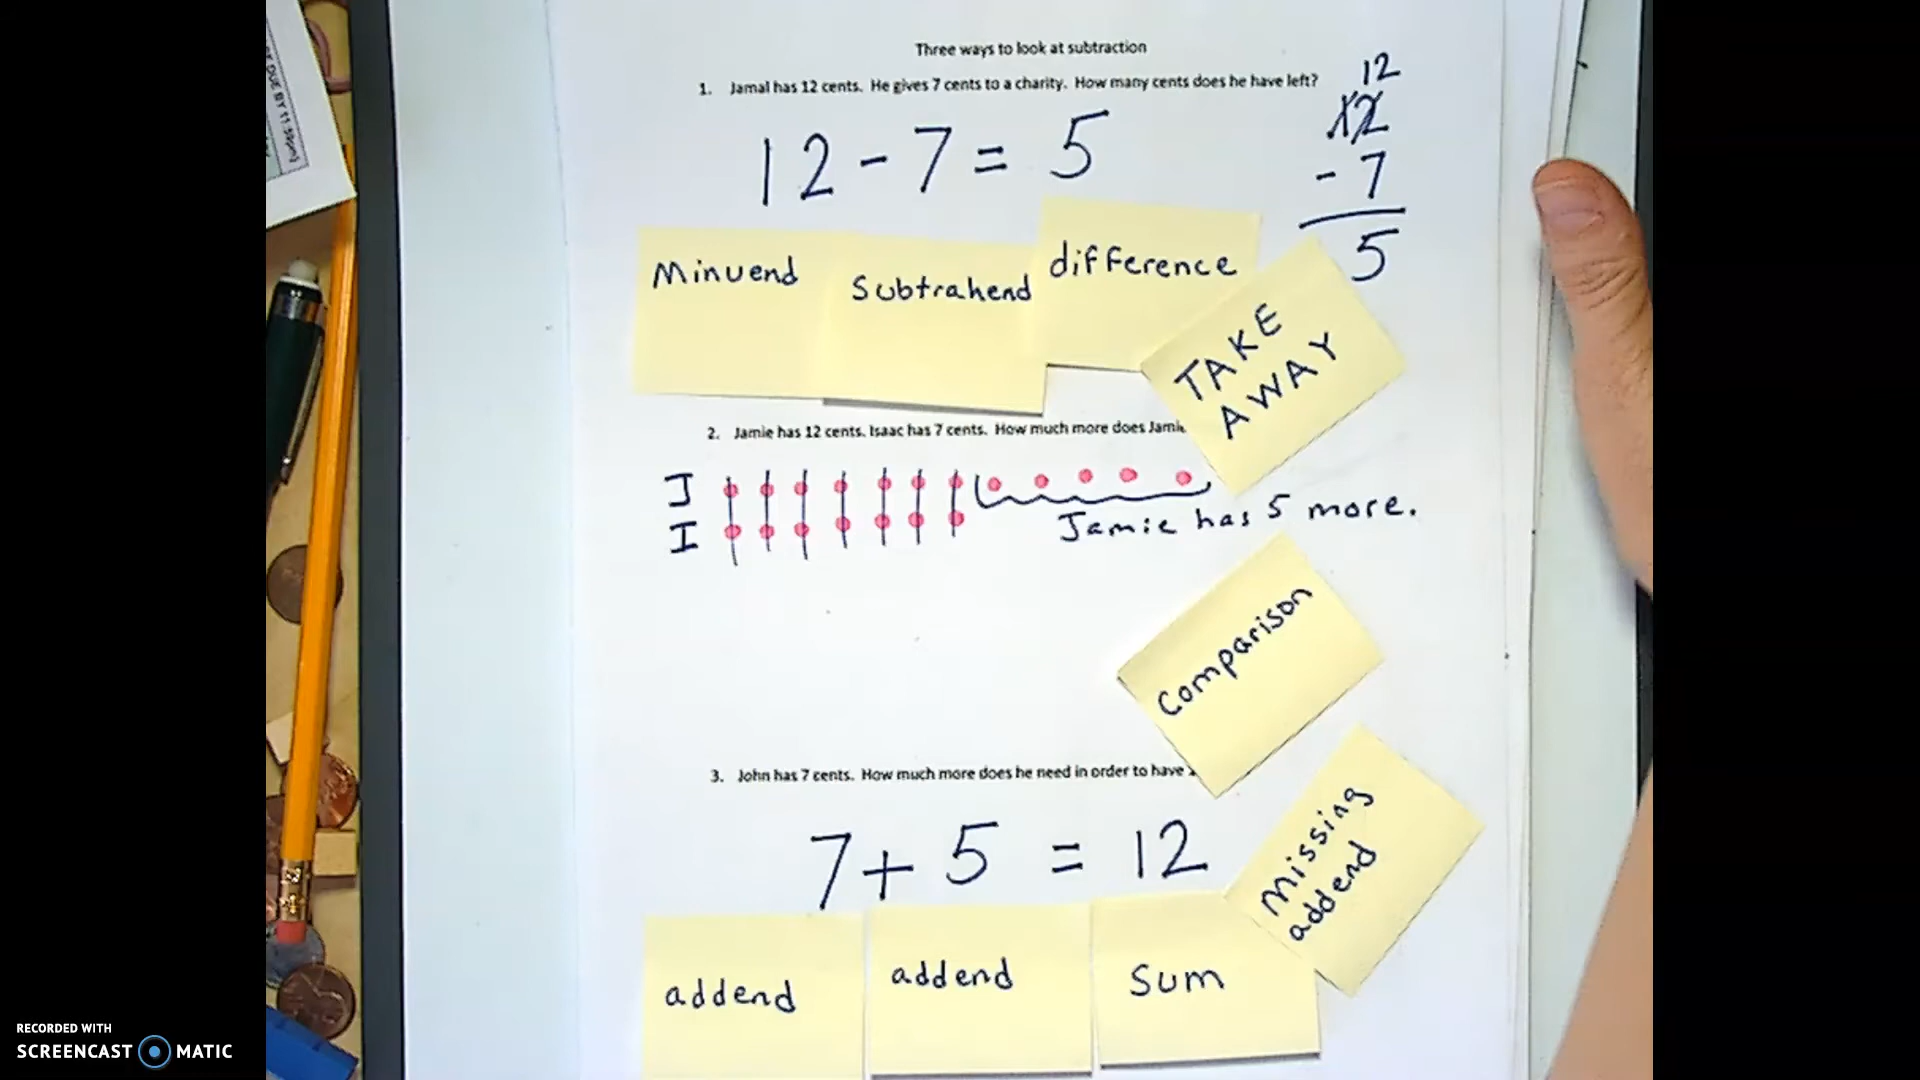 Three ways to look at subtraction
1. Jamal has 12 cents. He gives 7 cents to a charity. How many cents does he have left?
12
12
12 - 7 = 5
- 7
5
Minuend
Subtrahend
difference
TAKE
AWAY
2. Jamie has 12 cents. Isaac has 7 cents. How much more does Jami
J
I
Jamie has 5 more.
Comparison
3. John has 7 cents. How much more does he need in order to have
7 + 5 = 12
missing
addend
addend
addend
Sum
RECORDED WITH
SCREENCAST MATIC